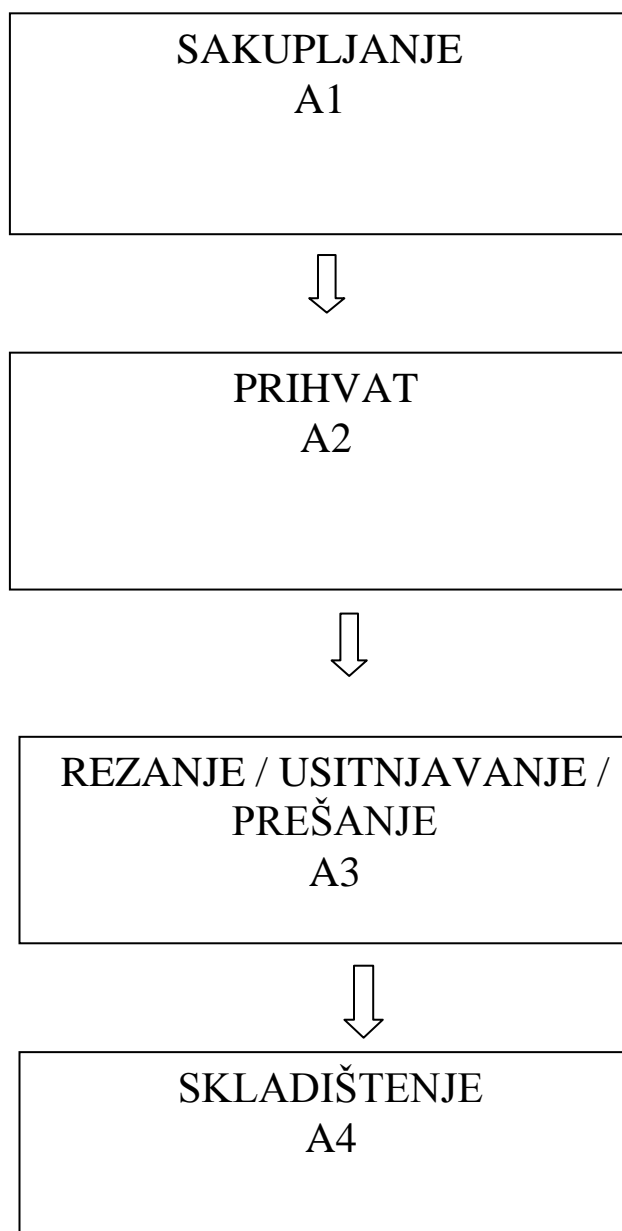 SAKUPLJANJE
A1
PRIHVAT
A2
REZANJE / USITNJAVANJE /
PREŠANJE
A3
SKLADIŠTENJE
A4